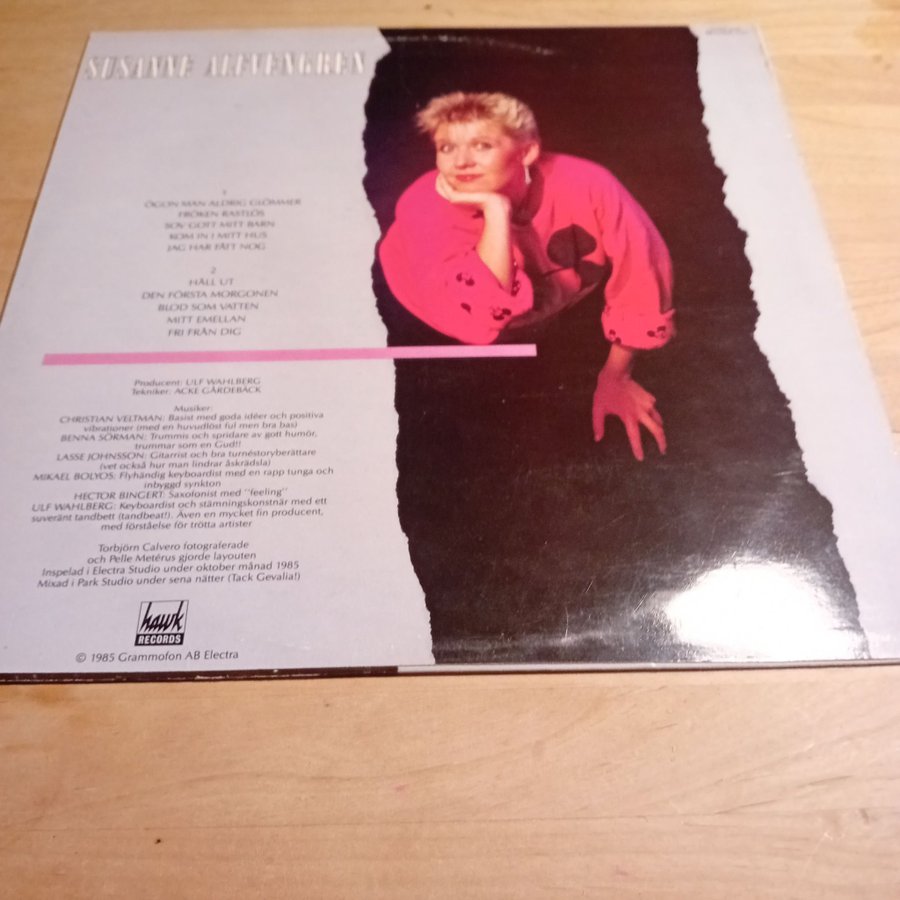 SUSANNE ALFVENGREN
1
ÖGON MAN ALDRIG GLÖMMER
FRÖKEN RASTLÖS
SOV GOTT MITT BARN
KOM IN I MITT HUS
JAG HAR FÅTT NOG
2
HÅLL UT
DEN FÖRSTA MORGONEN
BLOD SOM VATTEN
MITT EMELLAN
FRI FRÅN DIG
Producent: ULF WAHLBERG
Tekniker: ACKE GÅRDEBÄCK
Musiker:
CHRISTIAN VELTMAN: Basist med goda idéer och positiva
vibrationer (med en huvudlöst ful men bra bas)
BENNA SÖRMAN: Trummis och spridare av gott humör,
trummar som en Gud!!
LASSE JOHNSSON: Gitarrist och bra turnéstoryberättare
(vet också hur man lindrar åskrädsla)
MIKAEL BOLYOS: Flyhändig keyboardist med en rapp tunga och
inbyggd synkton
HECTOR BINGERT: Saxofonist med "feeling"
ULF WAHLBERG: Keyboardist och stämningskonstnär med ett
suveränt tandbett (tandbeat!). Även en mycket fin producent,
med förståelse för trötta artister
Torbjörn Calvero fotograferade
och Pelle Metérus gjorde layouten
Inspelad i Electra Studio under oktober månad 1985
Mixad i Park Studio under sena nätter (Tack Gevalia!)
hawk
RECORDS
© 1985 Grammofon AB Electra